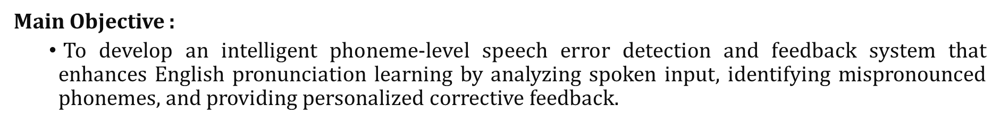 Main Objective :
• To develop an intelligent phoneme-level speech error detection and feedback system that
enhances English pronunciation learning by analyzing spoken input, identifying mispronounced
phonemes, and providing personalized corrective feedback.